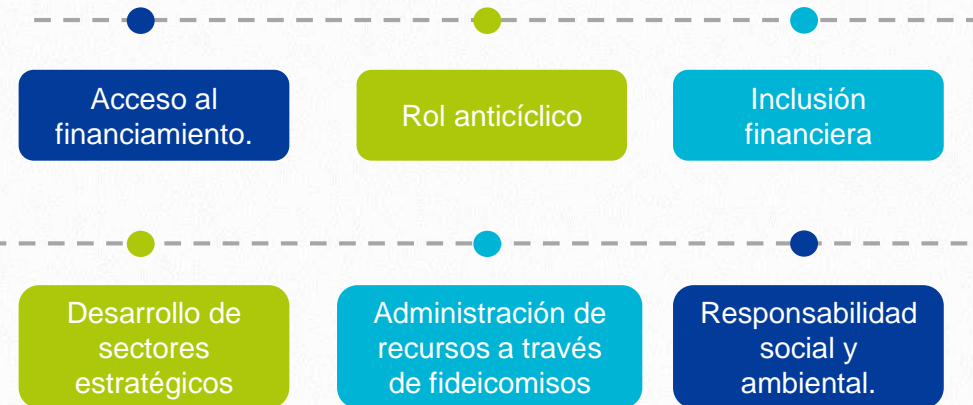 Acceso al
financiamiento.
Rol anticíclico
Inclusión
financiera
Desarrollo de
sectores
estratégicos
Administración de
recursos a través
de fideicomisos
Responsabilidad
social y
ambiental.